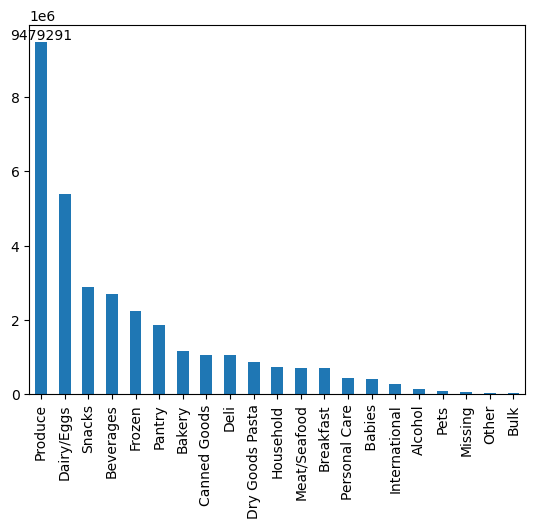 1e6
9479291
8
6
4
2
0
Produce
Dairy/Eggs
Snacks
Beverages
Frozen
Pantry
Bakery
Canned Goods
Deli
Dry Goods Pasta
Household
Meat/Seafood
Breakfast
Personal Care
Babies
International
Alcohol
Pets
Missing
Other
Bulk